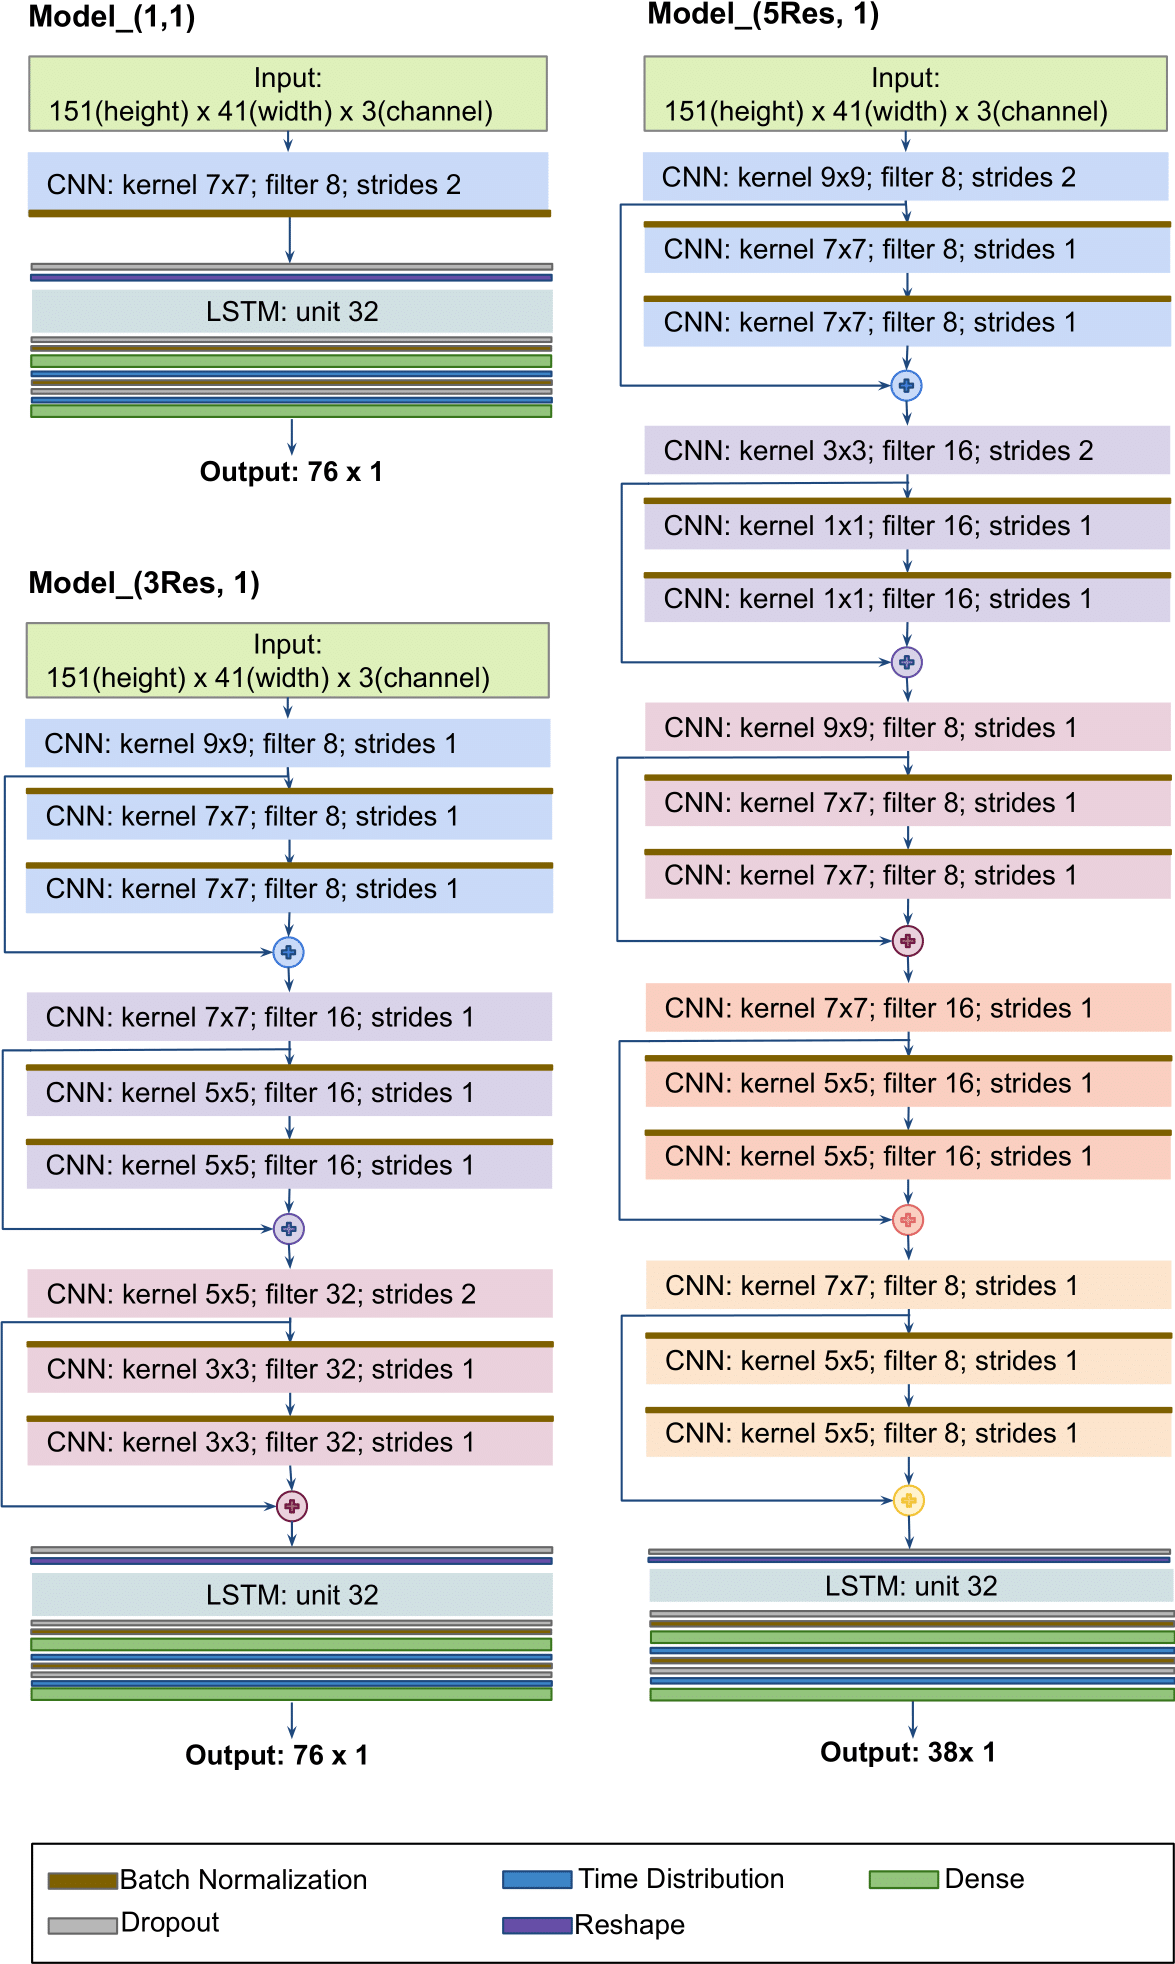 Model_(1,1)
Input:
151(height) x 41(width) x 3(channel)
CNN: kernel 7x7; filter 8; strides 2
LSTM: unit 32
Output: 76 x 1
Model_(3Res, 1)
Input:
151(height) x 41(width) x 3(channel)
CNN: kernel 9x9; filter 8; strides 1
CNN: kernel 7x7; filter 8; strides 1
CNN: kernel 7x7; filter 8; strides 1
CNN: kernel 7x7; filter 16; strides 1
CNN: kernel 5x5; filter 16; strides 1
CNN: kernel 5x5; filter 16; strides 1
CNN: kernel 5x5; filter 32; strides 2
CNN: kernel 3x3; filter 32; strides 1
CNN: kernel 3x3; filter 32; strides 1
LSTM: unit 32
Output: 76 x 1
Model_(5Res, 1)
Input:
151(height) x 41(width) x 3(channel)
CNN: kernel 9x9; filter 8; strides 2
CNN: kernel 7x7; filter 8; strides 1
CNN: kernel 7x7; filter 8; strides 1
CNN: kernel 3x3; filter 16; strides 2
CNN: kernel 1x1; filter 16; strides 1
CNN: kernel 1x1; filter 16; strides 1
CNN: kernel 9x9; filter 8; strides 1
CNN: kernel 7x7; filter 8; strides 1
CNN: kernel 7x7; filter 8; strides 1
CNN: kernel 7x7; filter 16; strides 1
CNN: kernel 5x5; filter 16; strides 1
CNN: kernel 5x5; filter 16; strides 1
CNN: kernel 7x7; filter 8; strides 1
CNN: kernel 5x5; filter 8; strides 1
CNN: kernel 5x5; filter 8; strides 1
LSTM: unit 32
Output: 38x 1
Batch Normalization
Time Distribution
Dense
Dropout
Reshape